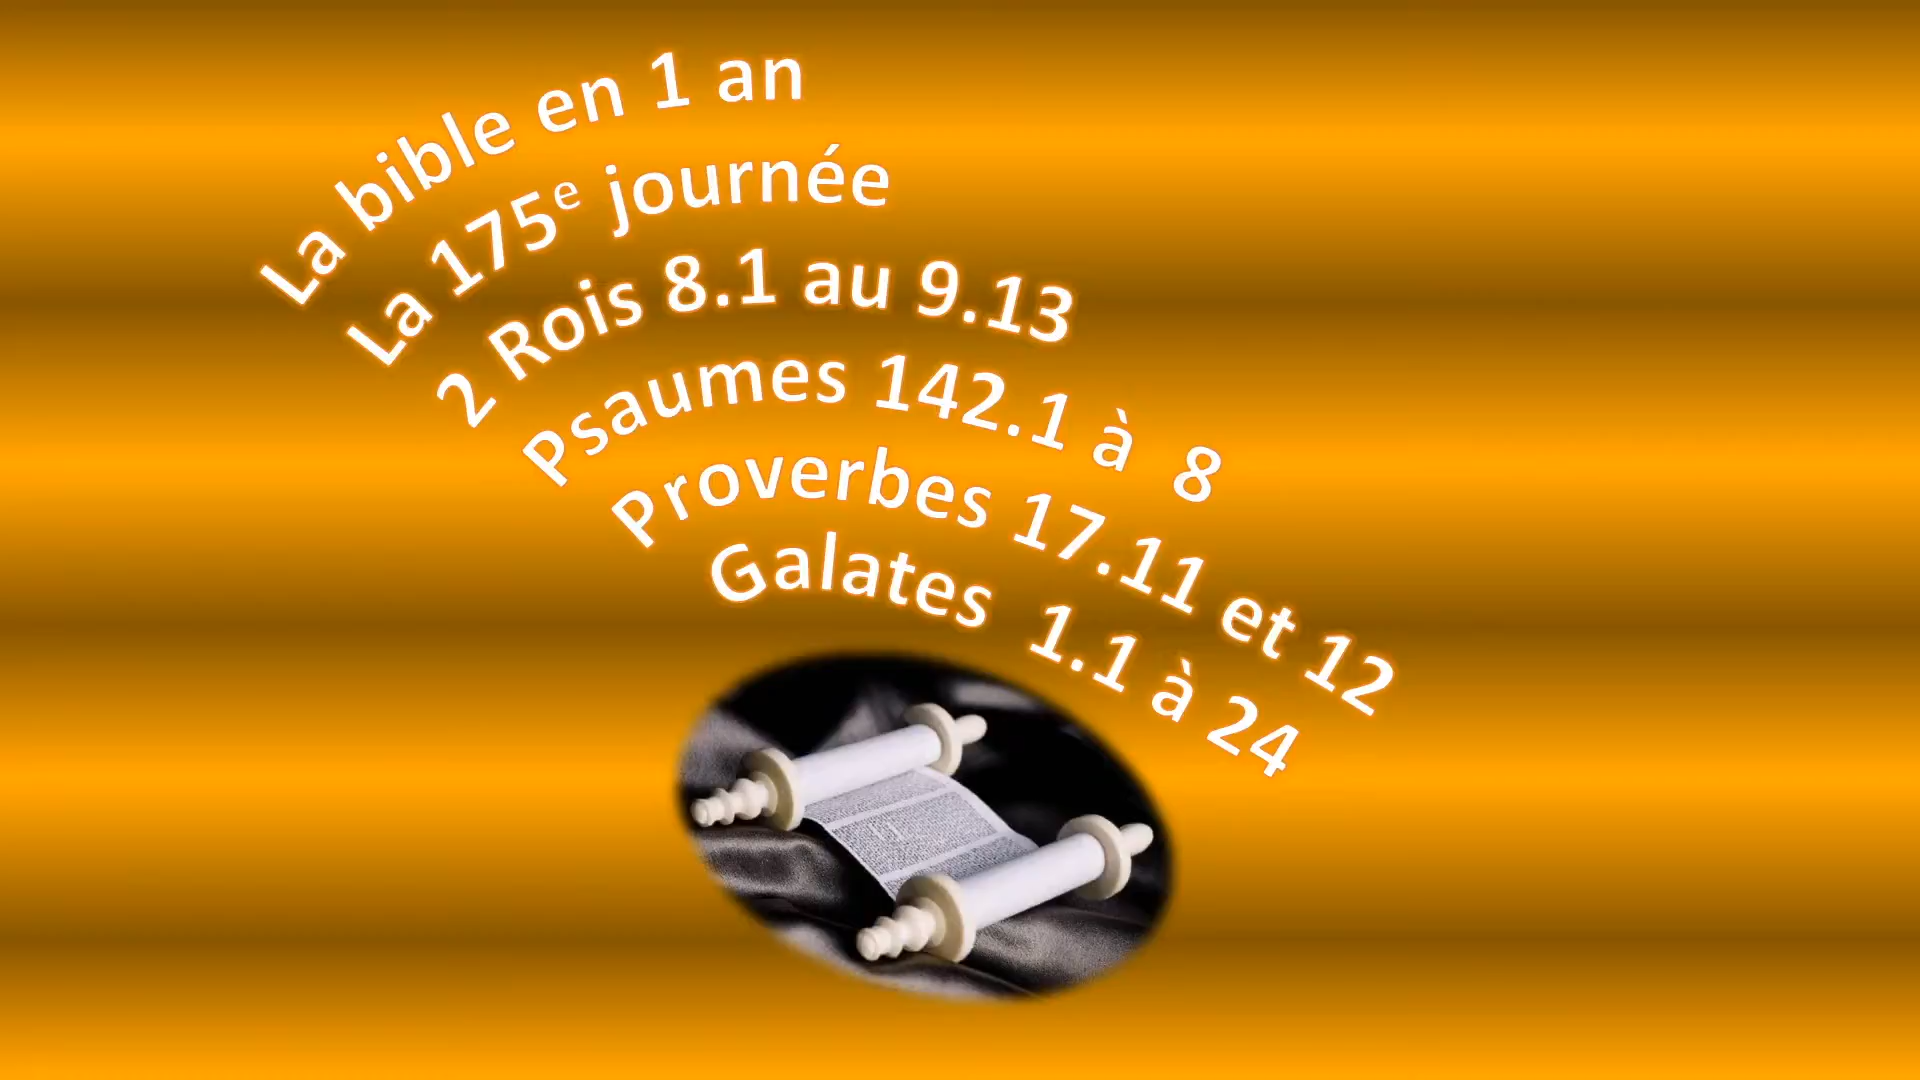 La bible en 1 an
La 175e journée
2 Rois 8.1 au 9.13
Psaumes 142.1 à 8
Proverbes 17.11 et 12
Galates 1.1 à 24